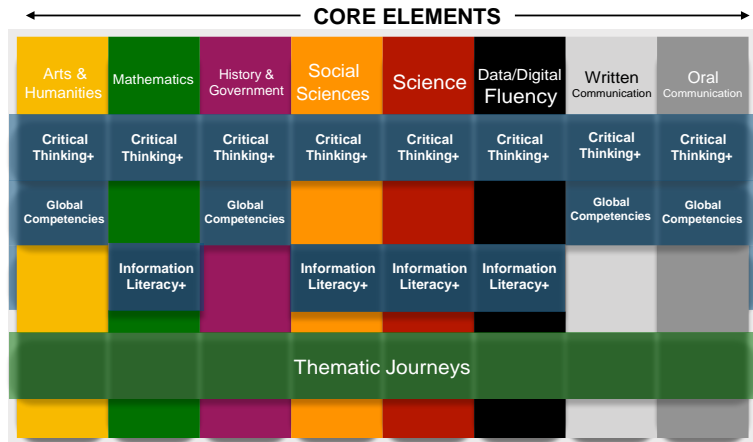 CORE ELEMENTS
Arts &
Humanities
Mathematics
History &
Government
Social
Sciences
Science
Data/Digital
Fluency
Written
Communication
Oral
Communication
Critical
Thinking+
Critical
Thinking+
Critical
Thinking+
Critical
Thinking+
Critical
Thinking+
Critical
Thinking+
Critical
Thinking+
Critical
Thinking+
Global
Competencies
Global
Competencies
Global
Competencies
Global
Competencies
Information
Literacy+
Information
Literacy+
Information
Literacy+
Information
Literacy+
Thematic Journeys